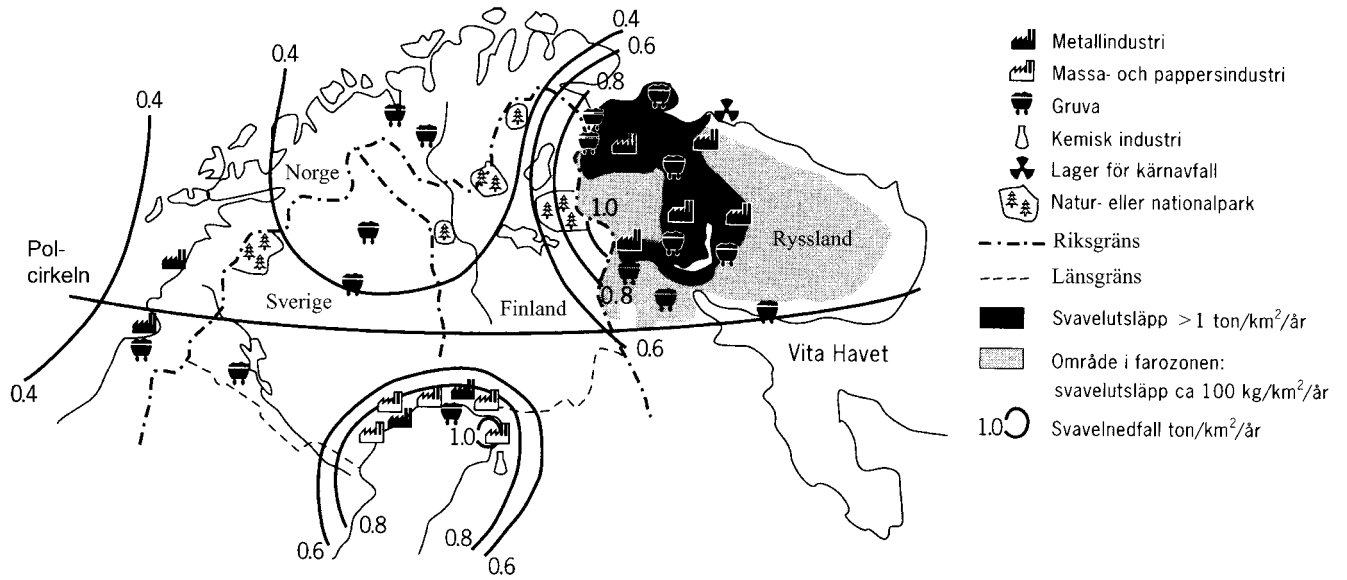 0.4
0.6
0.8
0.4
0.4
Norge
1.0
Ryssland
Pol-
cirkeln
Sverige
Finland
0.8
0.6
Vita Havet
0.4
1.0
0.8
0.6
0.8
0.6
Metallindustri
Massa- och pappersindustri
Gruva
Kemisk industri
Lager för kärnavfall
Natur- eller nationalpark
Riksgräns
Länsgräns
Svavelutsläpp >1 ton/km²/år
Område i farozonen:
svavelutsläpp ca 100 kg/km²/år
1.0 Svavelnedfall ton/km²/år